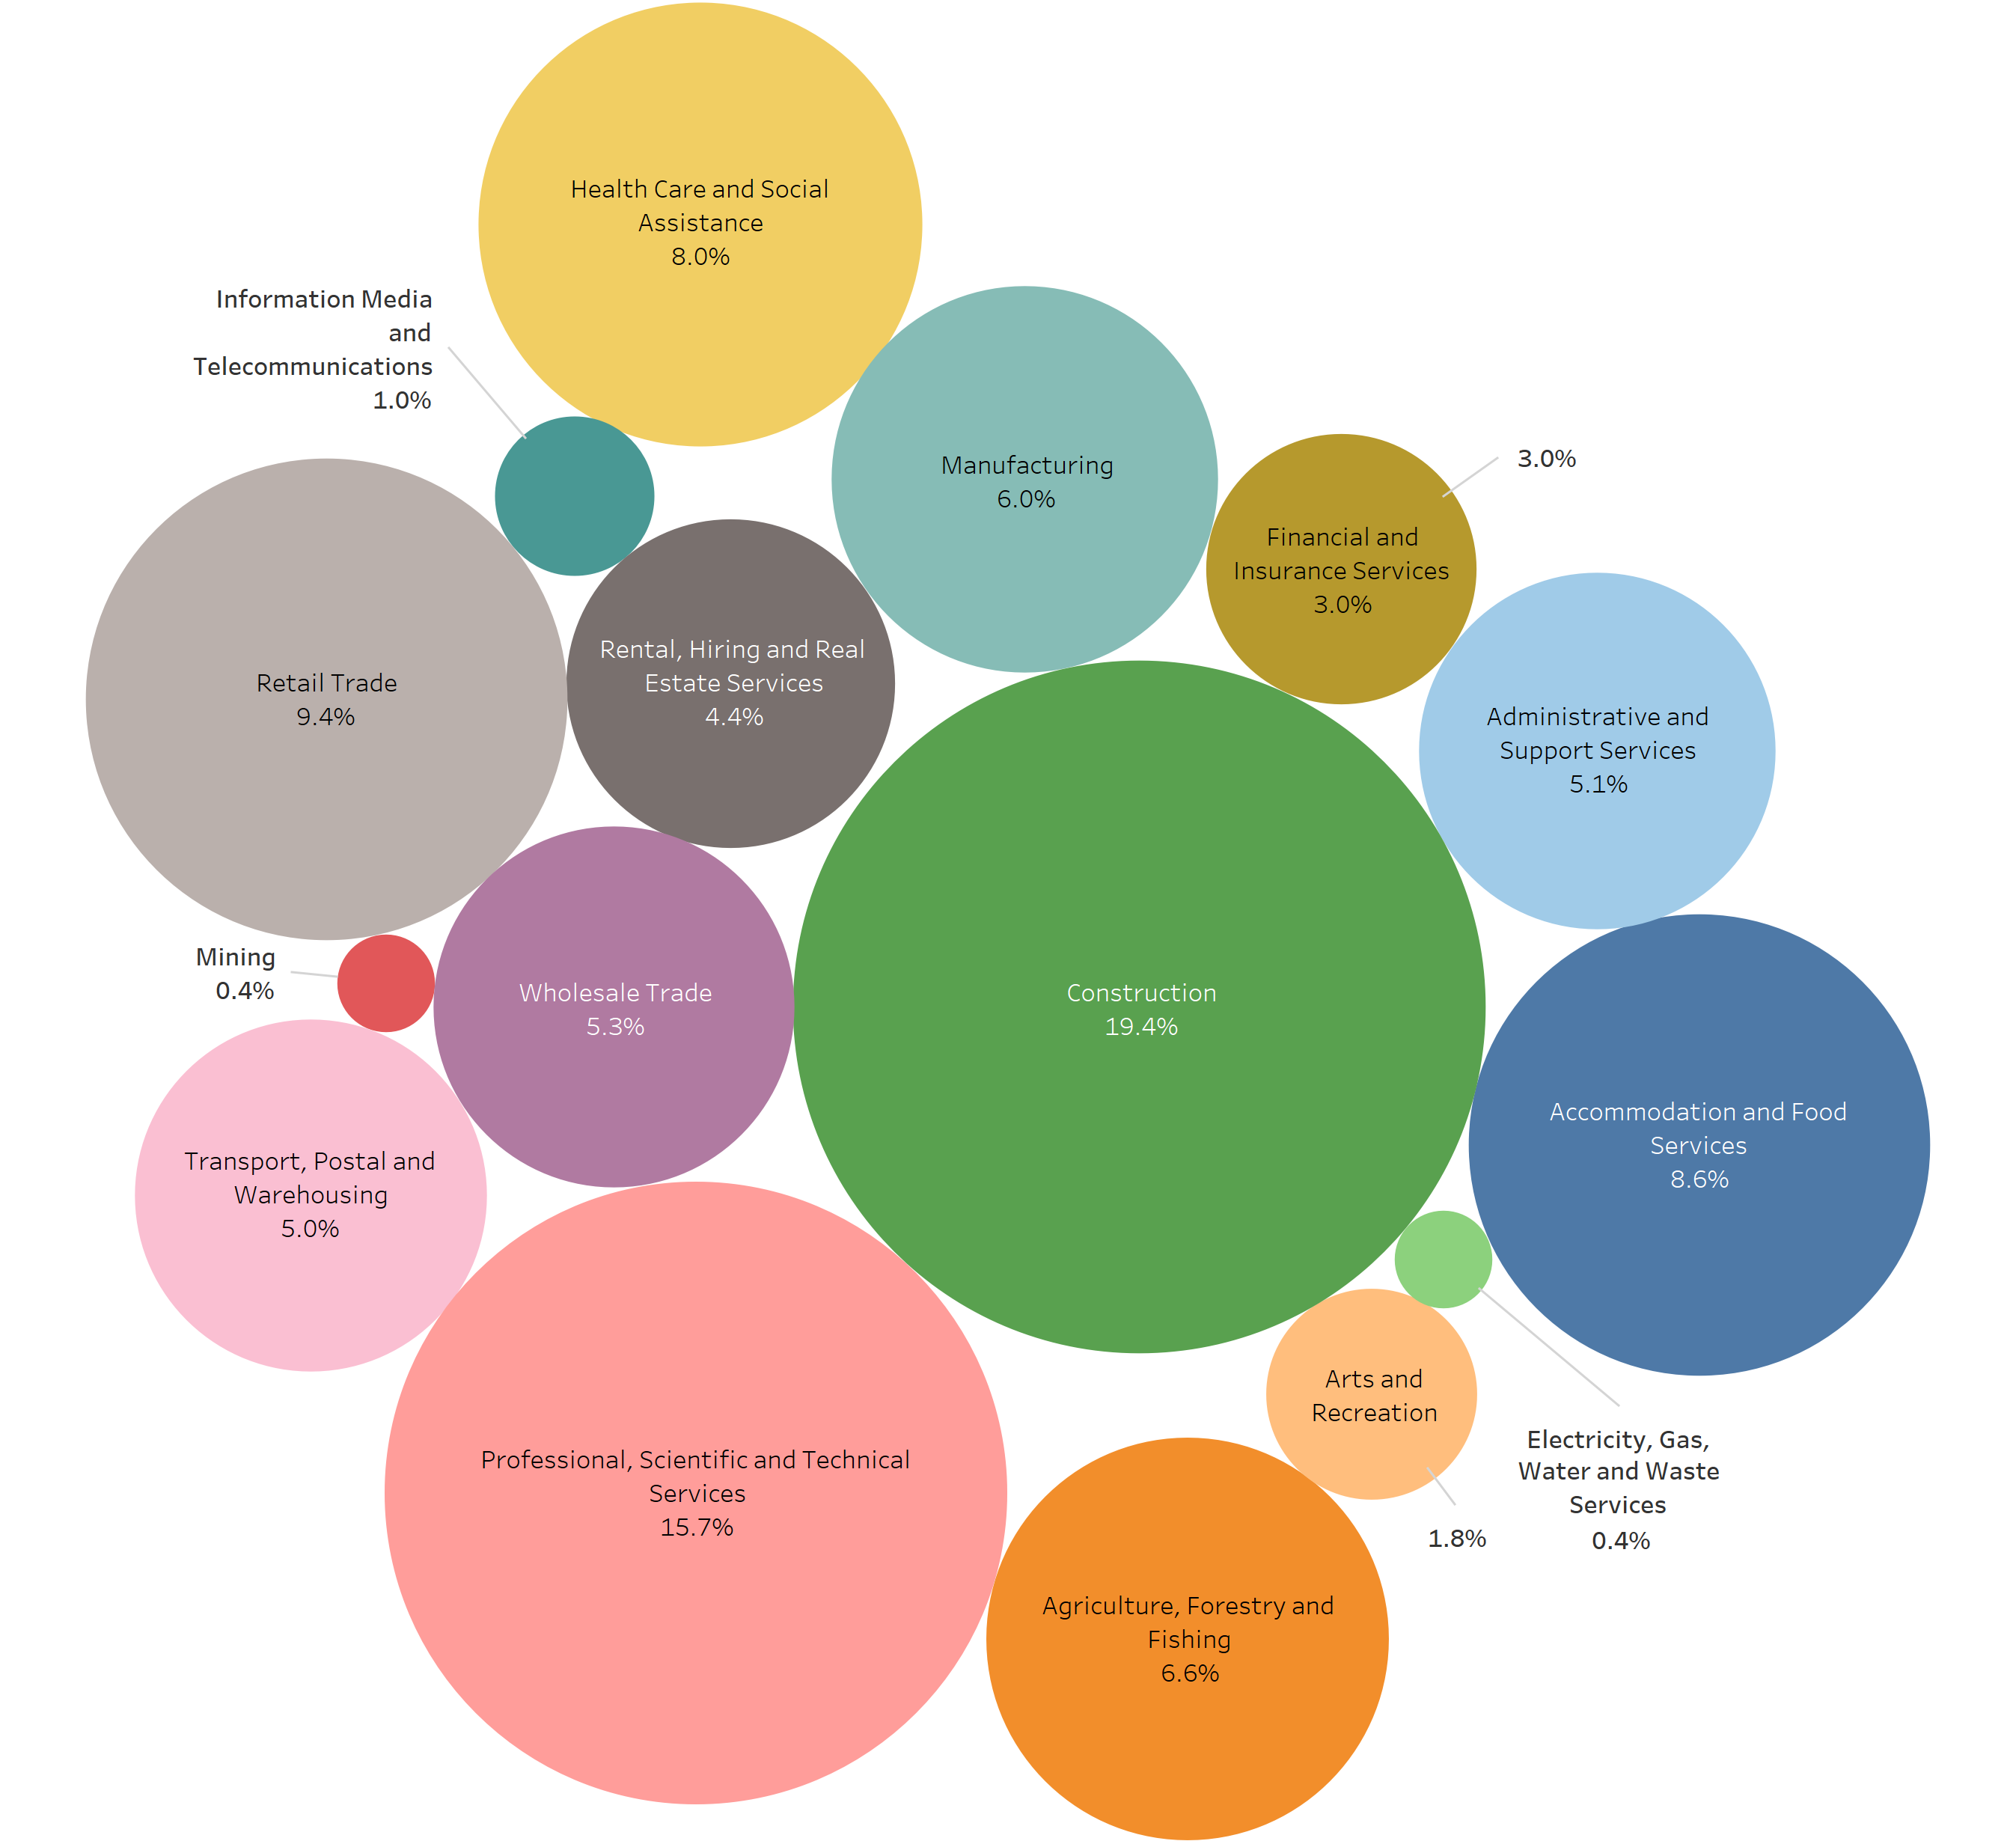 Health Care and Social
Assistance
8.0%
Information Media
and
Telecommunications
1.0%
Manufacturing
6.0%
3.0%
Financial and
Insurance Services
3.0%
Retail Trade
9.4%
Rental, Hiring and Real
Estate Services
4.4%
Administrative and
Support Services
5.1%
Mining
0.4%
Wholesale Trade
5.3%
Construction
19.4%
Accommodation and Food
Services
8.6%
Transport, Postal and
Warehousing
5.0%
Arts and
Recreation
1.8%
Electricity, Gas,
Water and Waste
Services
0.4%
Professional, Scientific and Technical
Services
15.7%
Agriculture, Forestry and
Fishing
6.6%